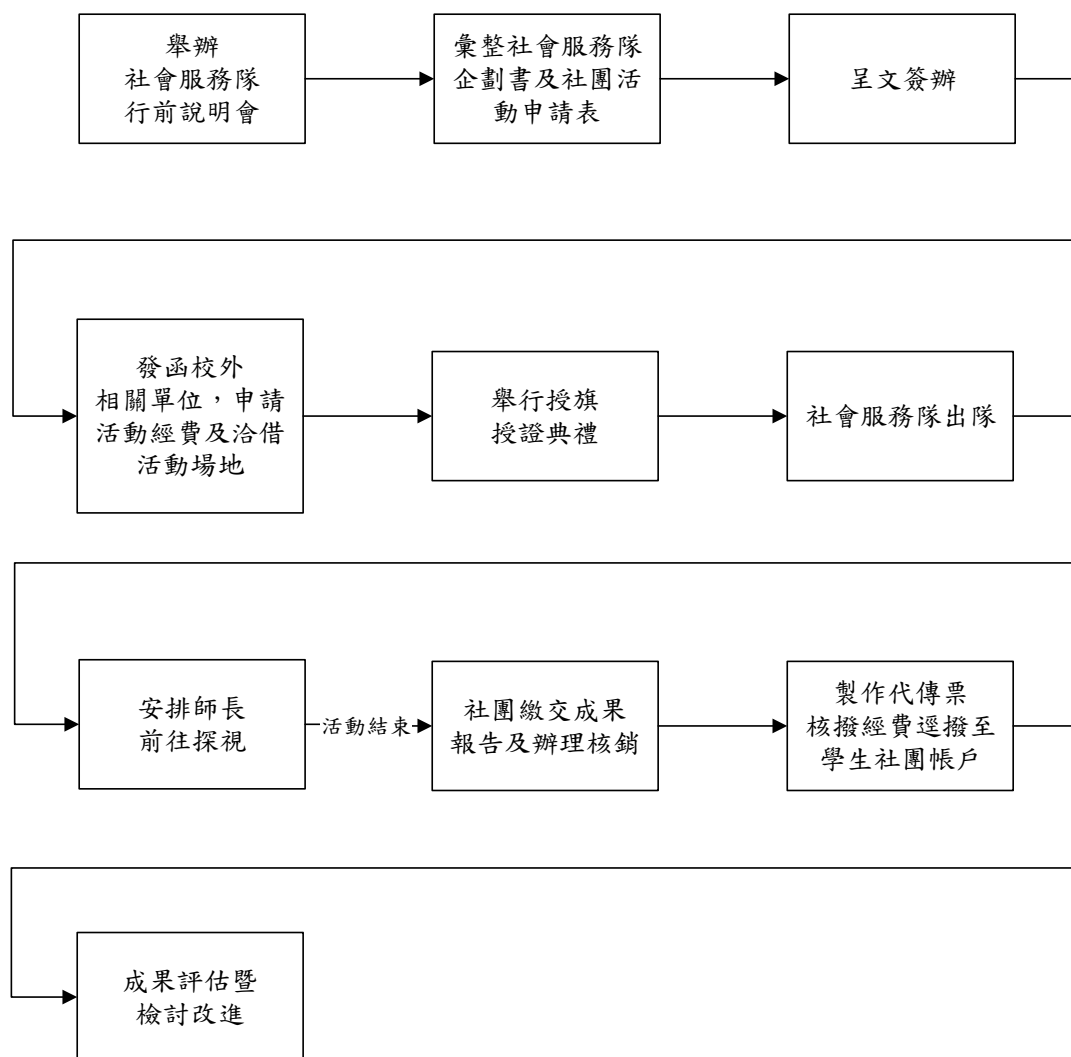 舉辦
社會服務隊
行前說明會
彙整社會服務隊
企劃書及社團活
動申請表
呈文簽辦
發函校外
相關單位，申請
活動經費及洽借
活動場地
舉行授旗
授證典禮
社會服務隊出隊
安排師長
前往探視
活動結束
社團繳交成果
報告及辦理核銷
製作代傳票
核撥經費逕撥至
學生社團帳戶
成果評估暨
檢討改進